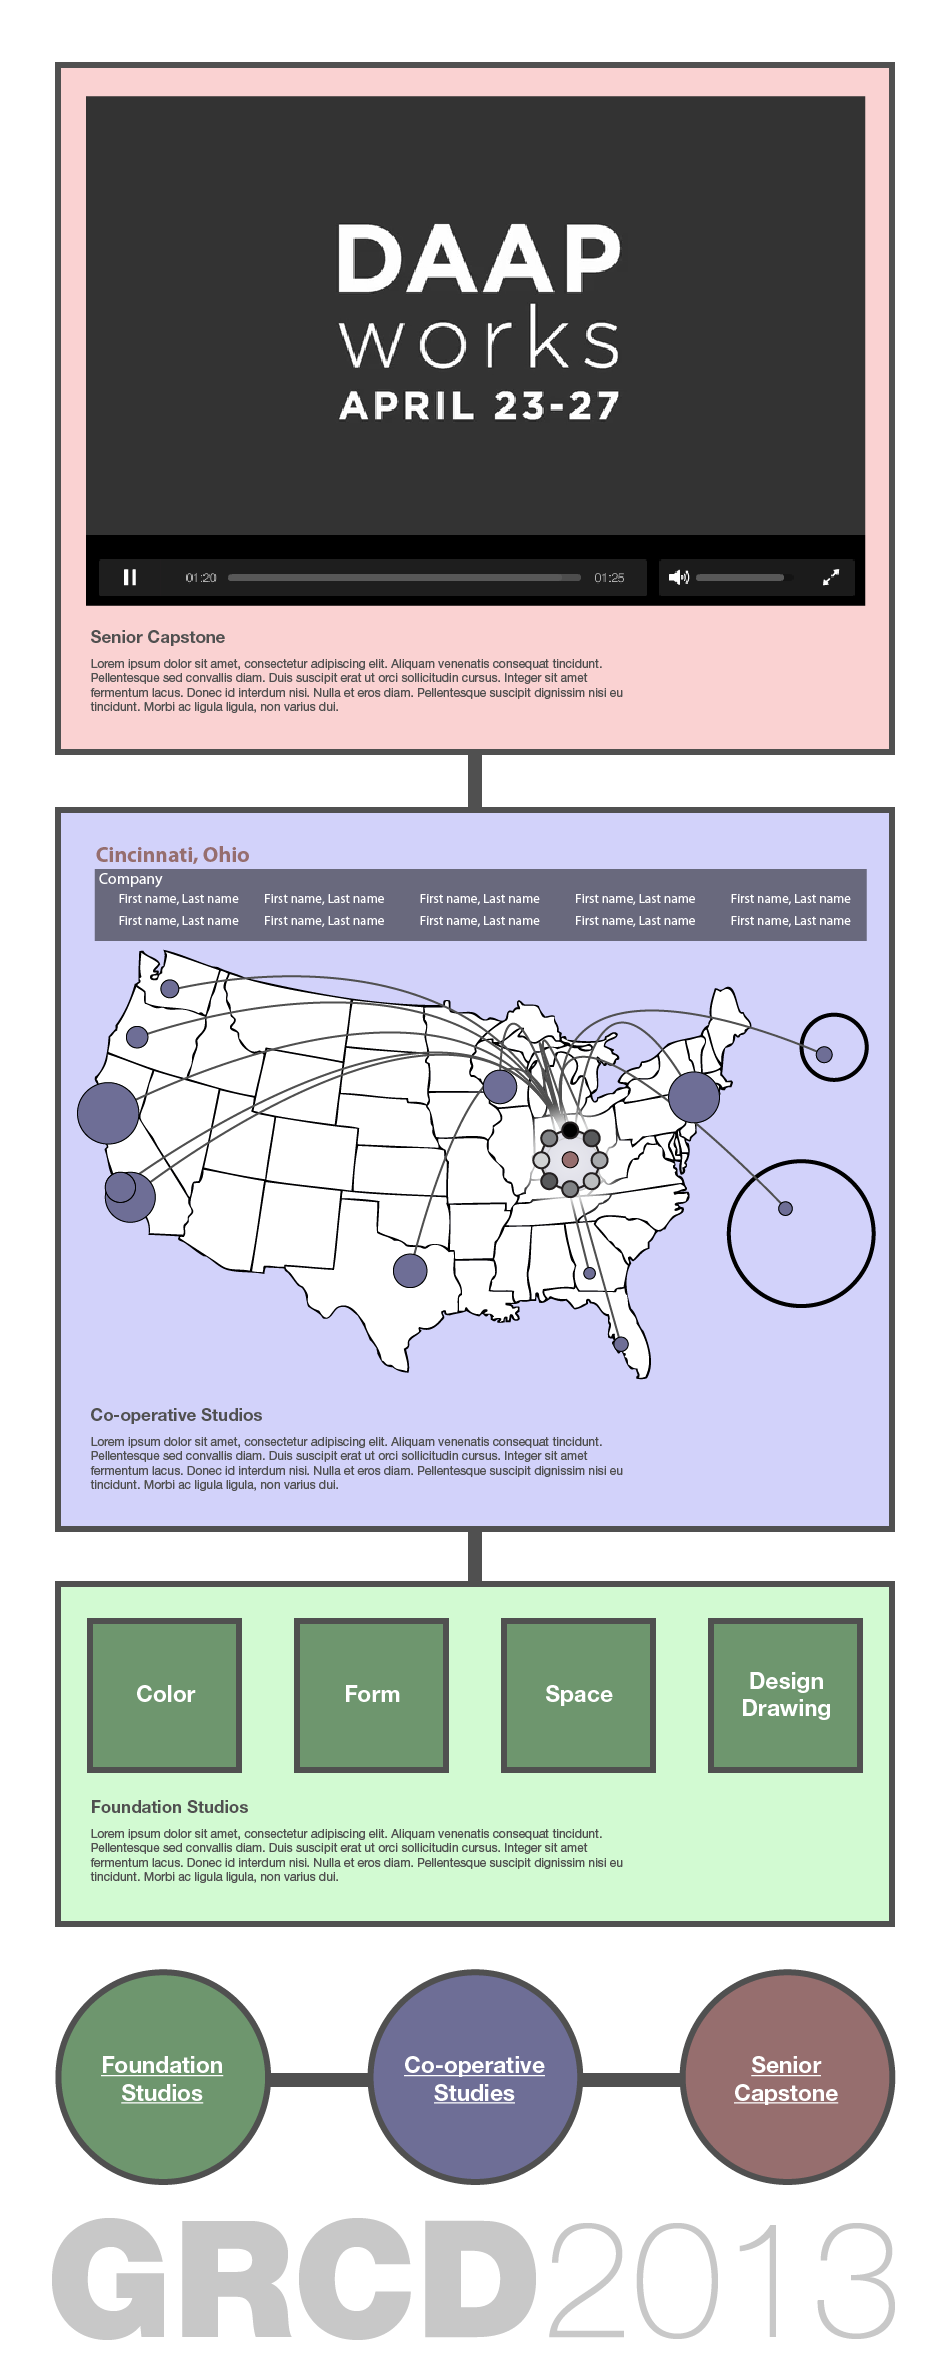 DAAP
works
APRIL 23-27
01:20
01:25
Senior Capstone
Lorem ipsum dolor sit amet, consectetur adipiscing elit. Aliquam venenatis consequat tincidunt.
Pellentesque sed convallis diam. Duis suscipit erat ut orci sollicitudin cursus. Integer sit amet
fermentum lacus. Donec id interdum nisi. Nulla et eros diam. Pellentesque suscipit dignissim nisi eu
tincidunt. Morbi ac ligula ligula, non varius dui.
Cincinnati, Ohio
Company
First name, Last name First name, Last name First name, Last name First name, Last name First name, Last name
First name, Last name First name, Last name First name, Last name First name, Last name First name, Last name
Co-operative Studios
Lorem ipsum dolor sit amet, consectetur adipiscing elit. Aliquam venenatis consequat tincidunt.
Pellentesque sed convallis diam. Duis suscipit erat ut orci sollicitudin cursus. Integer sit amet
fermentum lacus. Donec id interdum nisi. Nulla et eros diam. Pellentesque suscipit dignissim nisi eu
tincidunt. Morbi ac ligula ligula, non varius dui.
Color
Form
Space
Design
Drawing
Foundation Studios
Lorem ipsum dolor sit amet, consectetur adipiscing elit. Aliquam venenatis consequat tincidunt.
Pellentesque sed convallis diam. Duis suscipit erat ut orci sollicitudin cursus. Integer sit amet
fermentum lacus. Donec id interdum nisi. Nulla et eros diam. Pellentesque suscipit dignissim nisi eu
tincidunt. Morbi ac ligula ligula, non varius dui.
Foundation
Studios
Co-operative
Studies
Senior
Capstone
GRCD2013